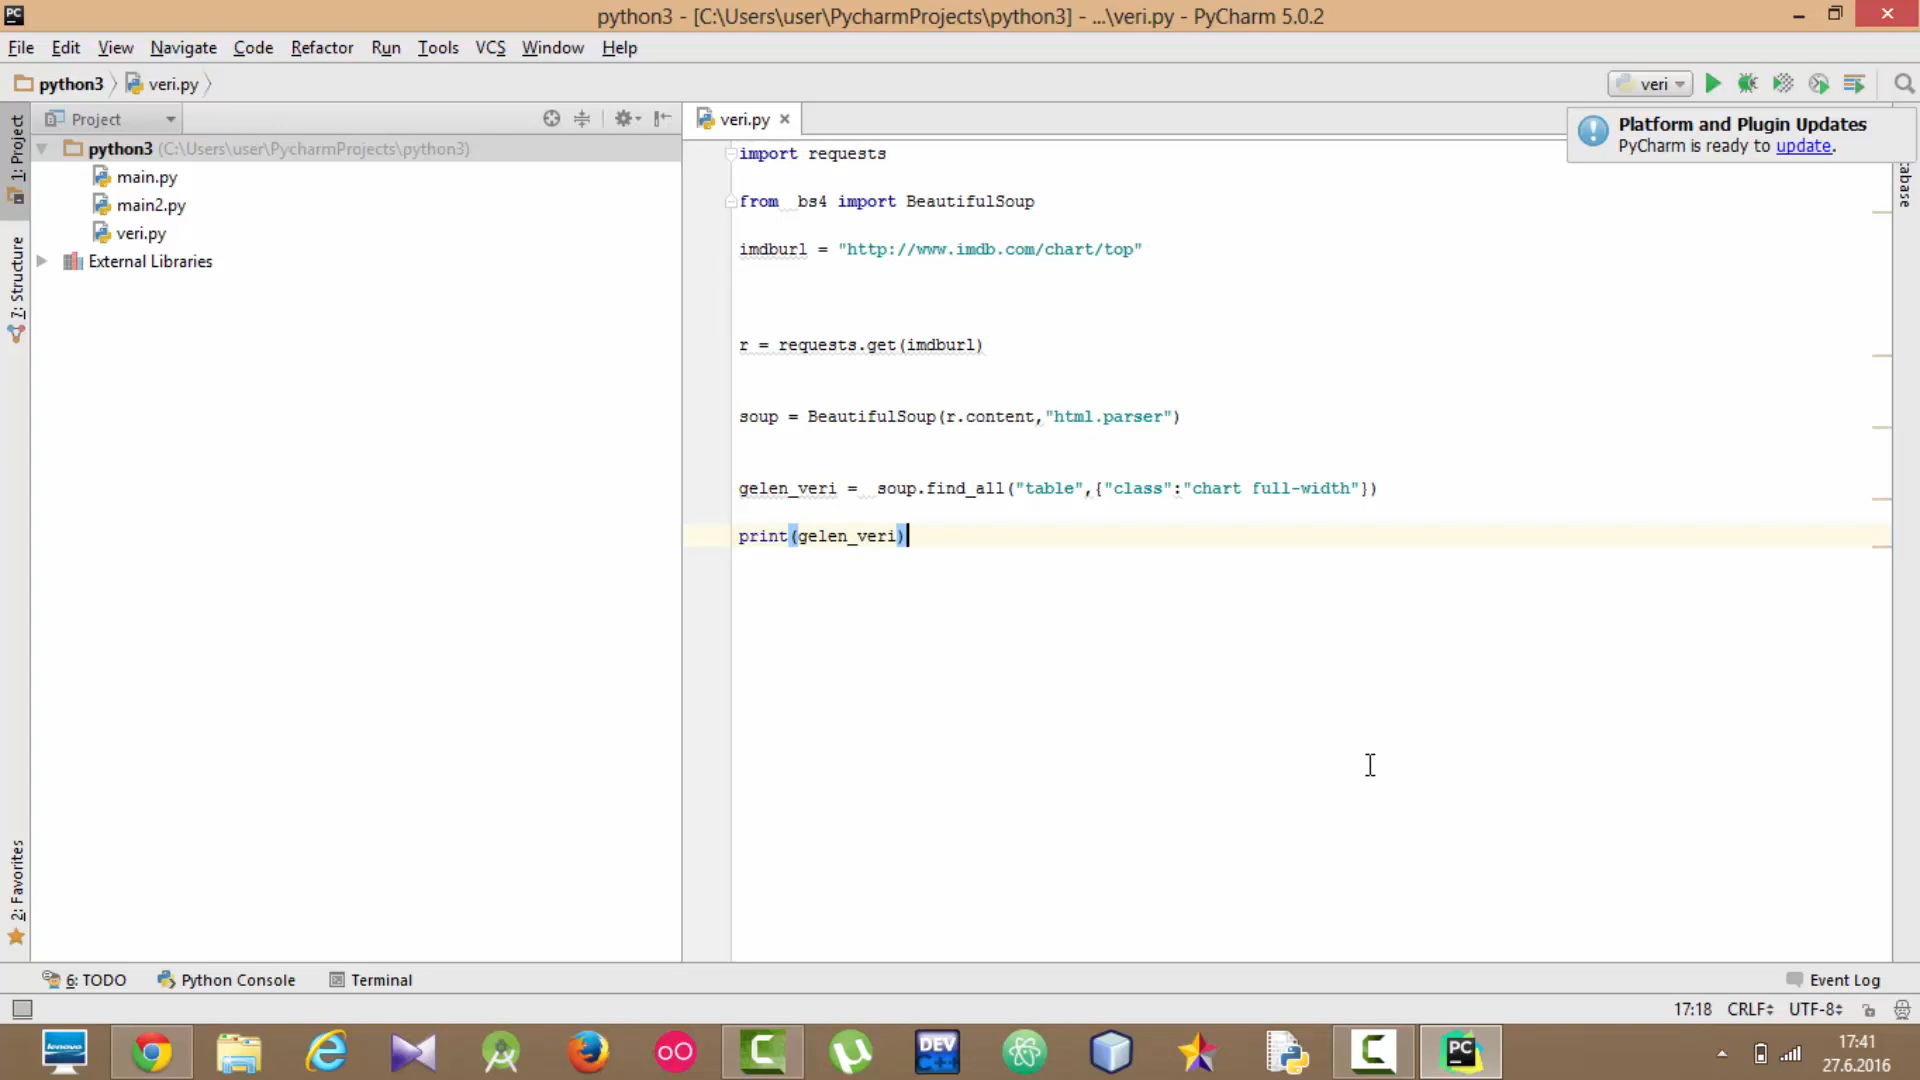 PC
python3 - [C:\Users\user\PycharmProjects\python3] - ...\veri.py - PyCharm 5.0.2
File Edit View Navigate Code Refactor Run Tools VCS Window Help
python3 veri.py
veri
1: Project
7: Structure
2: Favorites
Project
python3 (C:\Users\user\PycharmProjects\python3)
main.py
main2.py
veri.py
External Libraries
veri.py
import requests
from  bs4 import BeautifulSoup
imdburl = "http://www.imdb.com/chart/top"
r = requests.get(imdburl)
soup = BeautifulSoup(r.content,"html.parser")
gelen_veri =  soup.find_all("table",{"class":"chart full-width"})
print(gelen_veri)
Platform and Plugin Updates
PyCharm is ready to update.
abase
6: TODO Python Console Terminal
Event Log
17:18 CRLF UTF-8
lenovo
DEV
C++
PC
17:41
27.6.2016